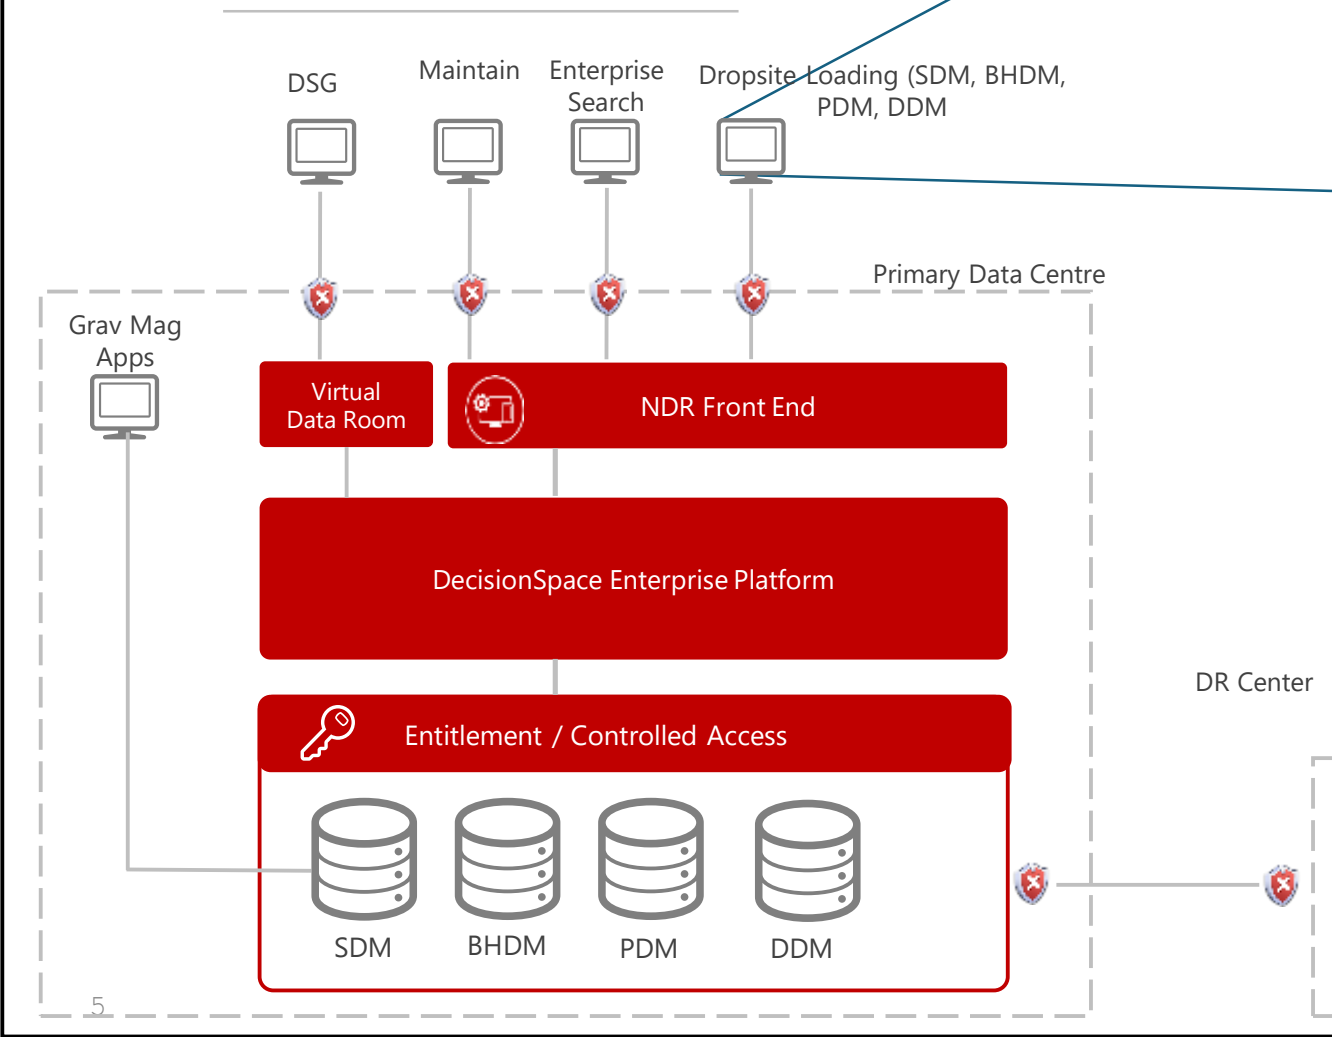 DSG
Maintain
Enterprise
Search
Dropsite Loading (SDM, BHDM,
PDM, DDM
Primary Data Centre
Grav Mag
Apps
Virtual
Data Room
NDR Front End
DecisionSpace Enterprise Platform
DR Center
Entitlement / Controlled Access
SDM
BHDM
PDM
DDM
5